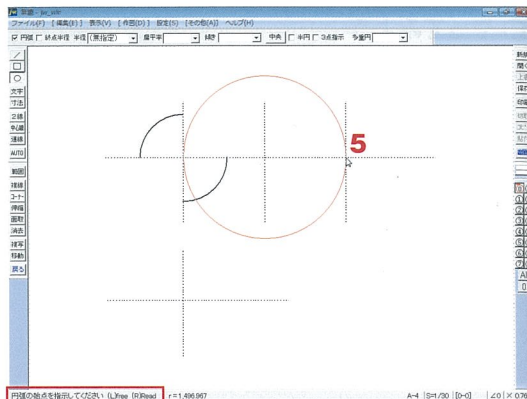 ファイル(F) [編集(E)] 表示(V) [作図(D)] 設定(S) [その他(A)] ヘルプ(H)
円弧 終点半径 半径 (無指定) 扁平率 傾き 中央 半円 3点指示 多重円
文字
寸法
2線
中心線
連線
AUTO
範囲
複線
コーナー
伸縮
面取
消去
複写
移動
戻る
5
円弧の始点を指示してください (L)free (R)Read r=1,496.967
A-4 S=1/30 [0-0] ∠0 × 0.76